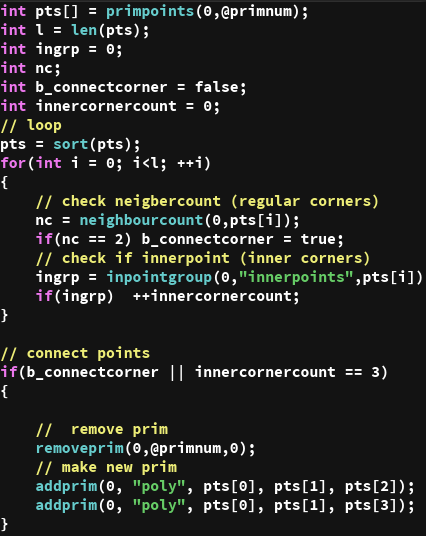 int pts[] = primpoints(0,@primnum);
int l = len(pts);
int ingrp = 0;
int nc;
int b_connectcorner = false;
int innercornercount = 0;
// loop
pts = sort(pts);
for(int i = 0; i<l; ++i)
{
    // check neigbercount (regular corners)
    nc = neighbourcount(0,pts[i]);
    if(nc == 2) b_connectcorner = true;
    // check if innerpoint (inner corners)
    ingrp = inpointgroup(0,"innerpoints",pts[i])
    if(ingrp)  ++innercornercount;
}

// connect points
if(b_connectcorner || innercornercount == 3)
{

    //  remove prim
    removeprim(0,@primnum,0);
    // make new prim
    addprim(0, "poly", pts[0], pts[1], pts[2]);
    addprim(0, "poly", pts[0], pts[1], pts[3]);
}